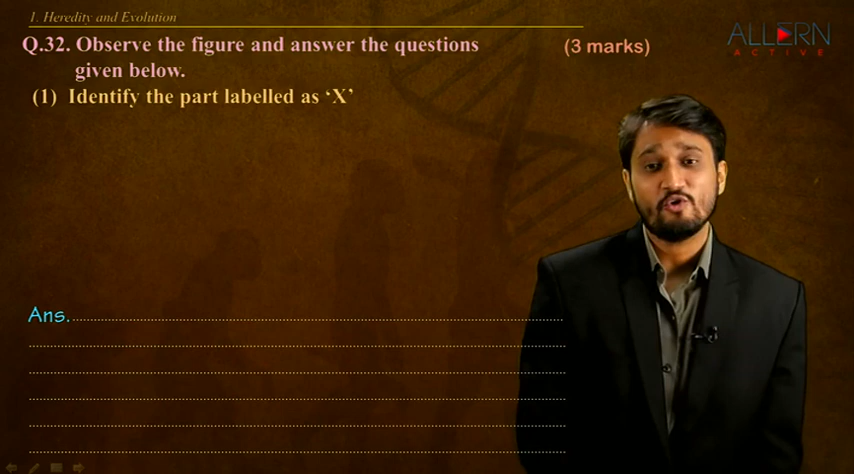 1. Heredity and Evolution
ALLERN
ACTIVE
Q.32. Observe the figure and answer the questions (3 marks)
given below.
(1) Identify the part labelled as ‘X’
Ans.